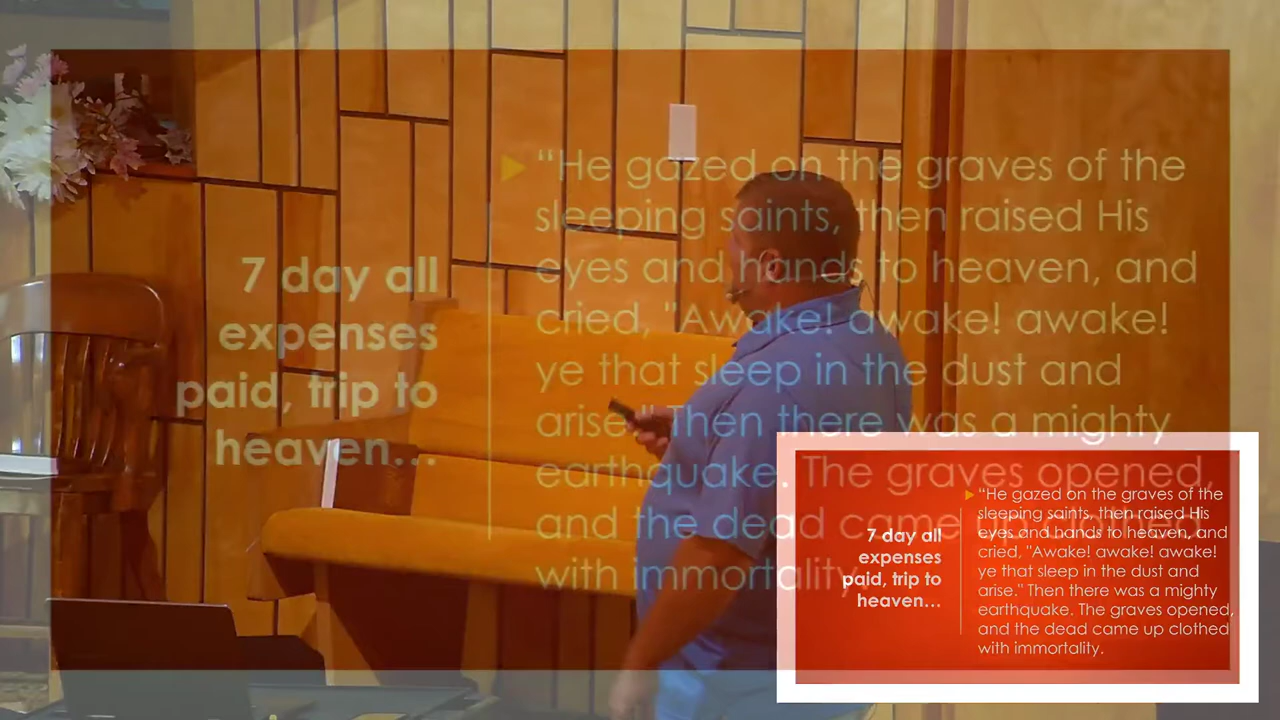 7 day all
expenses
paid, trip to
heaven…
“He gazed on the graves of the
sleeping saints, then raised His
eyes and hands to heaven, and
cried, "Awake! awake! awake!
ye that sleep in the dust and
arise." Then there was a mighty
earthquake. The graves opened,
and the dead came up clothed
with immortality.
7 day all
expenses
paid, trip to
heaven…
“He gazed on the graves of the
sleeping saints, then raised His
eyes and hands to heaven, and
cried, "Awake! awake! awake!
ye that sleep in the dust and
arise." Then there was a mighty
earthquake. The graves opened,
and the dead came up clothed
with immortality.